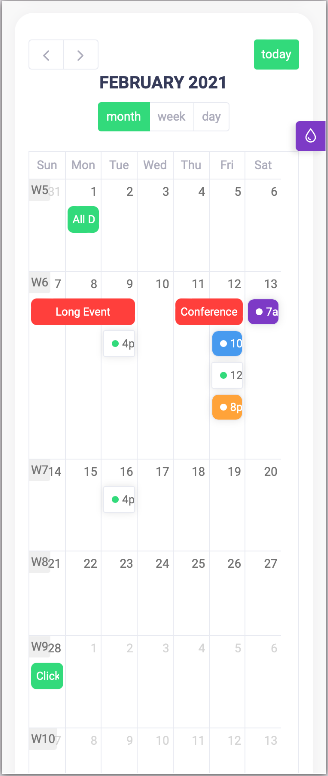 today
FEBRUARY 2021
month week day
Sun Mon Tue Wed Thu Fri Sat
W5 31 1 2 3 4 5 6
All D
W6 7 8 9 10 11 12 13
Long Event Conference 7a
4p 10
12
8p
W7 14 15 16 17 18 19 20
4p
W8 21 22 23 24 25 26 27
W9 28 1 2 3 4 5 6
Click
W10 7 8 9 10 11 12 13